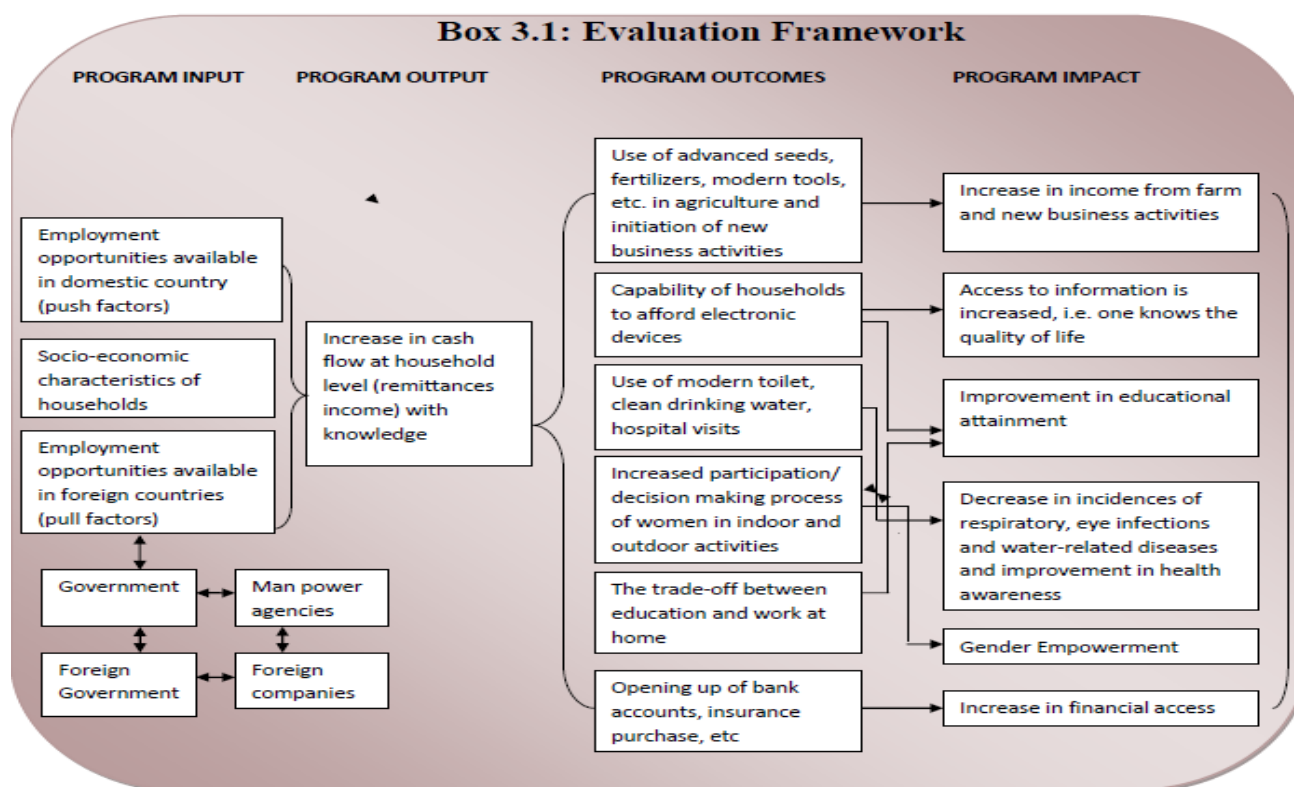 Box 3.1: Evaluation Framework
PROGRAM INPUT
PROGRAM OUTPUT
PROGRAM OUTCOMES
PROGRAM IMPACT
Employment
opportunities available
in domestic country
(push factors)
Socio-economic
characteristics of
households
Employment
opportunities available
in foreign countries
(pull factors)
Government
Man power
agencies
Foreign
Government
Foreign
companies
Increase in cash
flow at household
level (remittances
income) with
knowledge
Use of advanced seeds,
fertilizers, modern tools,
etc. in agriculture and
initiation of new
business activities
Capability of households
to afford electronic
devices
Use of modern toilet,
clean drinking water,
hospital visits
Increased participation/
decision making process
of women in indoor and
outdoor activities
The trade-off between
education and work at
home
Opening up of bank
accounts, insurance
purchase, etc
Increase in income from farm
and new business activities
Access to information is
increased, i.e. one knows the
quality of life
Improvement in educational
attainment
Decrease in incidences of
respiratory, eye infections
and water-related diseases
and improvement in health
awareness
Gender Empowerment
Increase in financial access